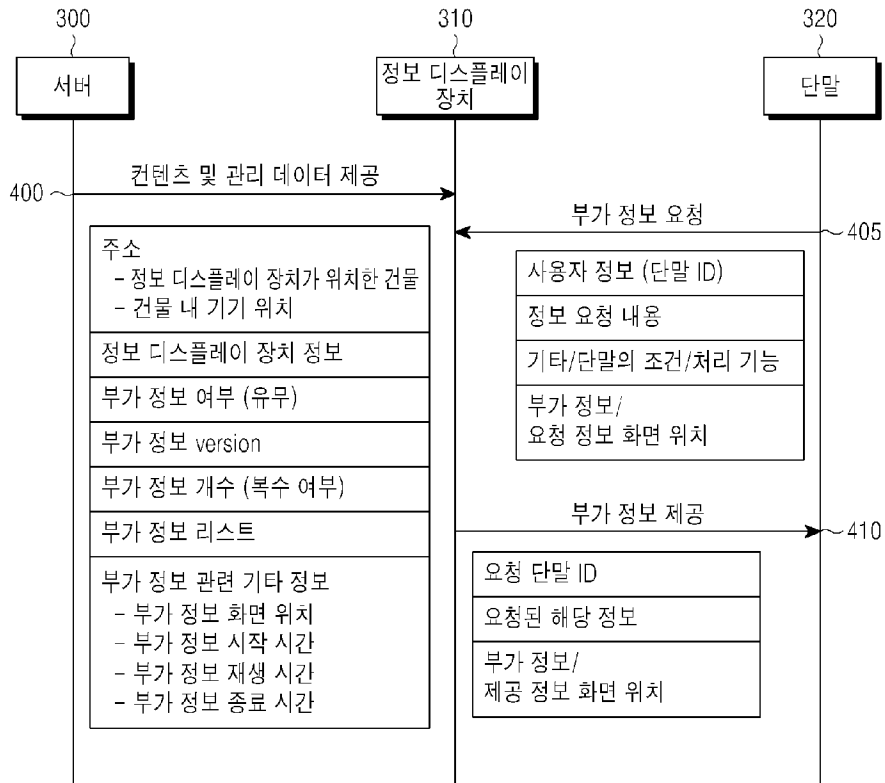 300
310
320
서버
정보 디스플레이
장치
단말
컨텐츠 및 관리 데이터 제공
400
부가 정보 요청
405
주소
- 정보 디스플레이 장치가 위치한 건물
- 건물 내 기기 위치
정보 디스플레이 장치 정보
부가 정보 여부 (유무)
부가 정보 version
부가 정보 개수 (복수 여부)
부가 정보 리스트
부가 정보 관련 기타 정보
- 부가 정보 화면 위치
- 부가 정보 시작 시간
- 부가 정보 재생 시간
- 부가 정보 종료 시간
사용자 정보 (단말 ID)
정보 요청 내용
기타/단말의 조건/처리 기능
부가 정보/
요청 정보 화면 위치
부가 정보 제공
410
요청 단말 ID
요청된 해당 정보
부가 정보/
제공 정보 화면 위치